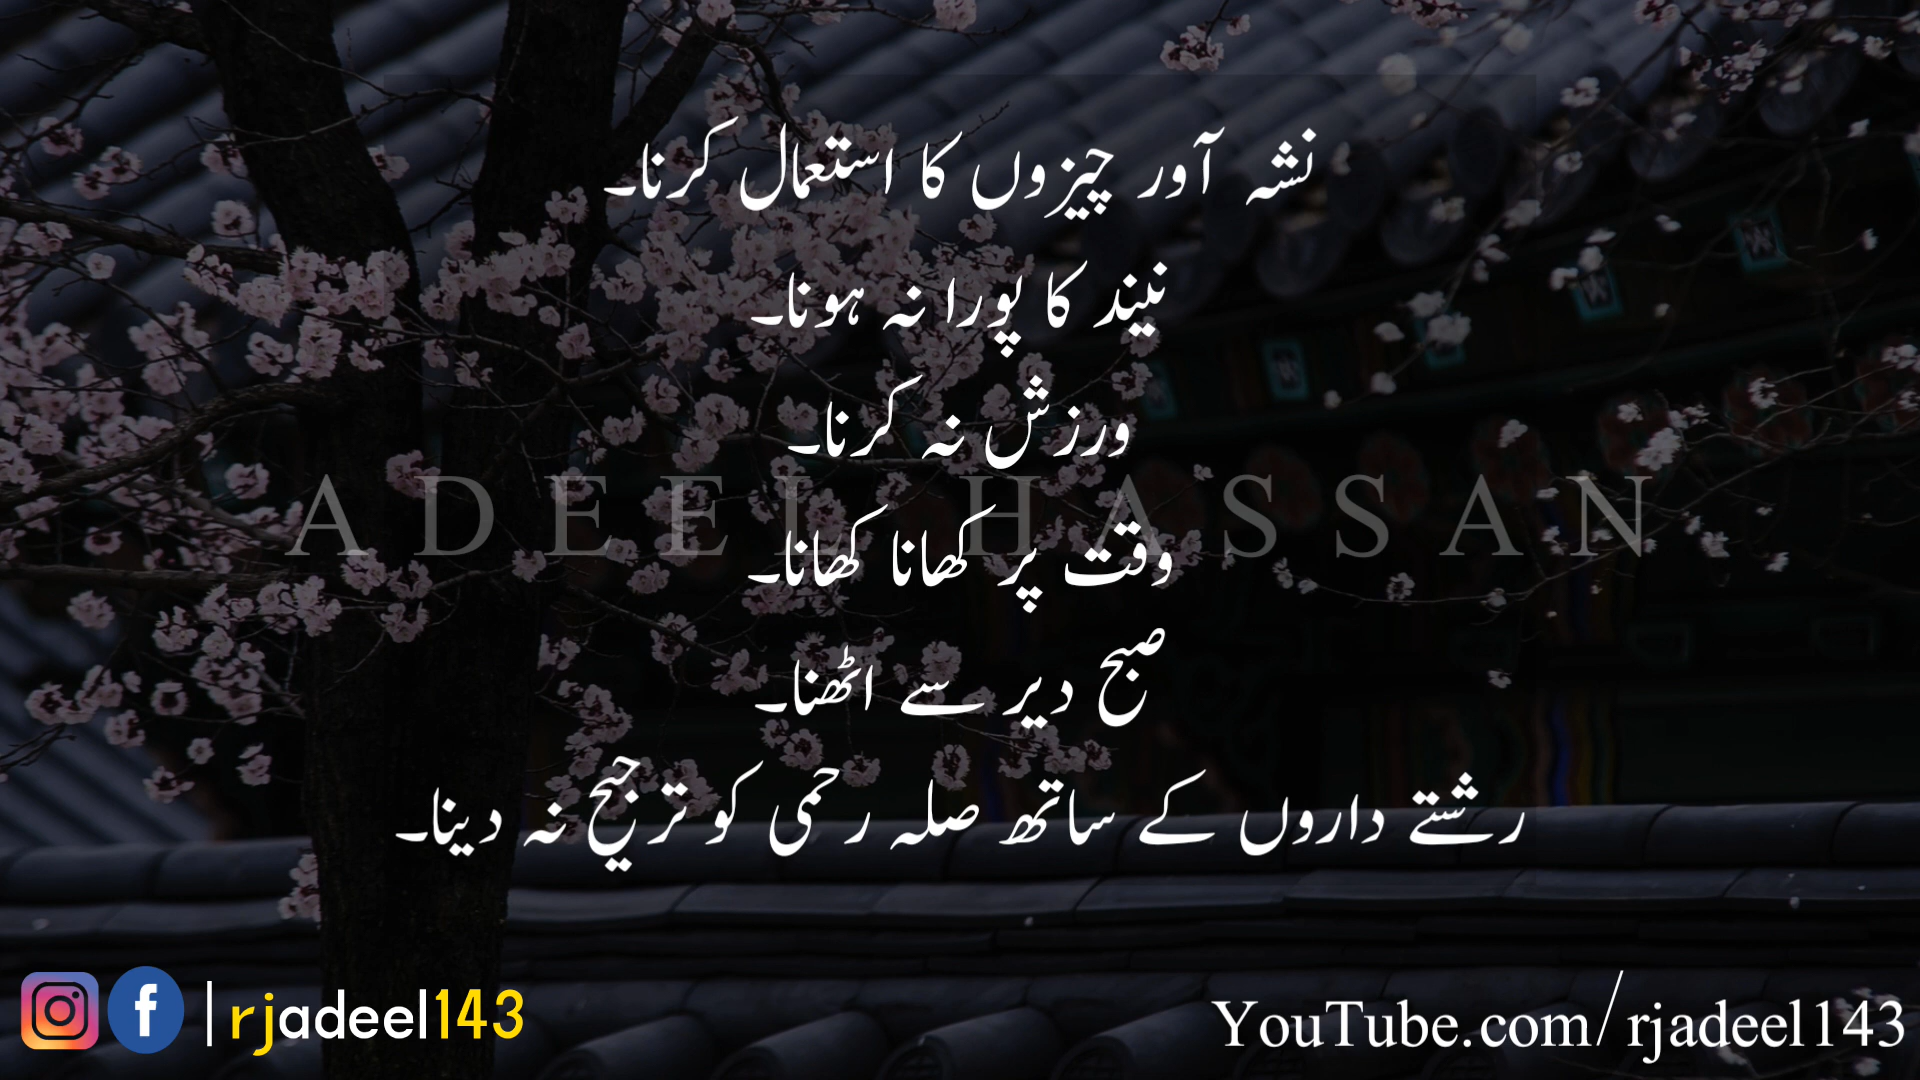 نشہ آور چیزوں کا استعمال کرنا۔
نیند کا پورا نہ ہونا۔
ورزش نہ کرنا۔
ADEEL HASSAN
وقت پر کھانا کھانا۔
صبح دیر سے اٹھنا۔
رشتے داروں کے ساتھ صلہ رحمی کو ترجیح نہ دینا۔
| rjadeel143
YouTube.com/rjadeel143